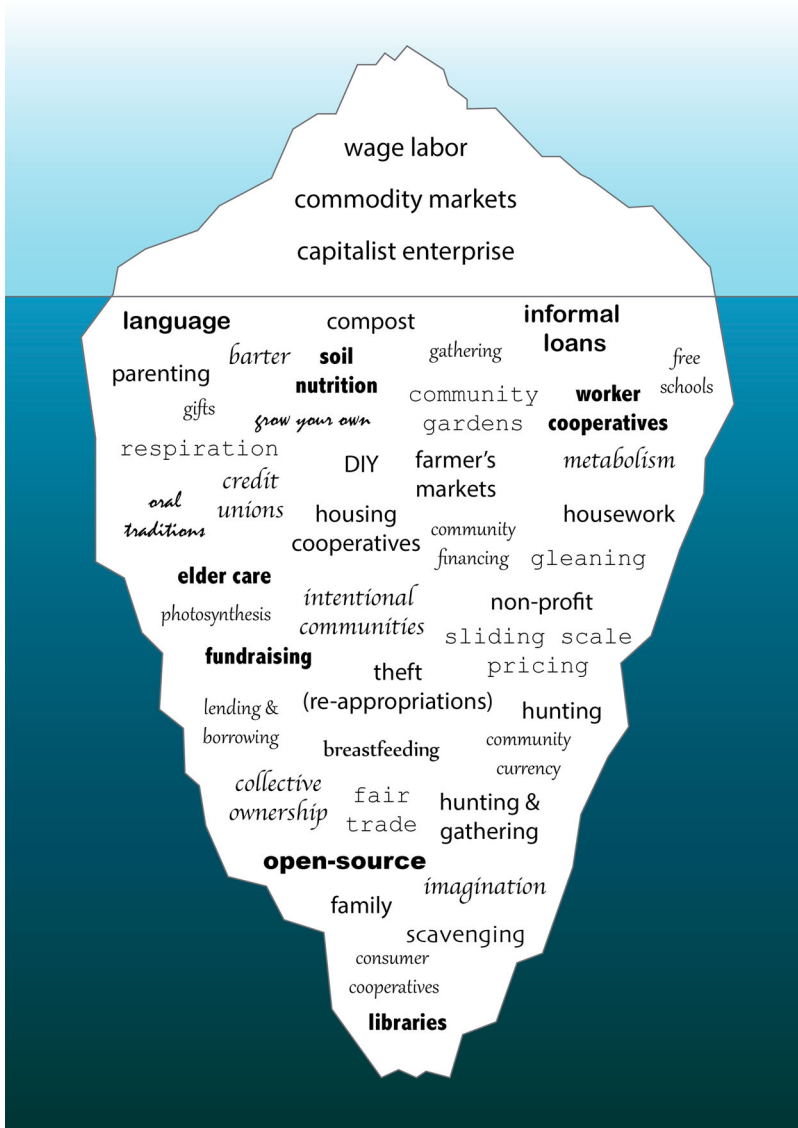 wage labor
commodity markets
capitalist enterprise
language
compost
informal
loans
barter
soil
nutrition
gathering
free
schools
parenting
gifts
grow your own
community
gardens
worker
cooperatives
respiration
credit
unions
DIY
farmer's
markets
metabolism
oral
traditions
housing
cooperatives
community
financing
housework
gleaning
elder care
photosynthesis
intentional
communities
non-profit
sliding scale
pricing
fundraising
theft
(re-appropriations)
lending &
borrowing
hunting
breastfeeding
community
currency
collective
ownership
fair
trade
hunting &
gathering
open-source
imagination
family
scavenging
consumer
cooperatives
libraries